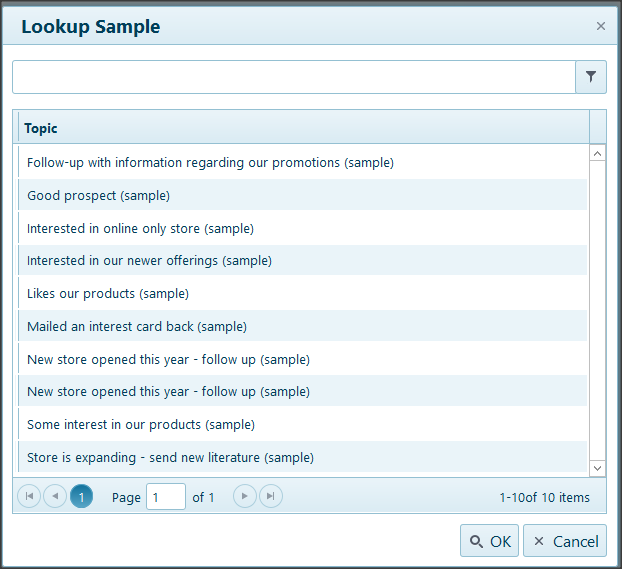 Lookup Sample
Topic
Follow-up with information regarding our promotions (sample)
Good prospect (sample)
Interested in online only store (sample)
Interested in our newer offerings (sample)
Likes our products (sample)
Mailed an interest card back (sample)
New store opened this year - follow up (sample)
New store opened this year - follow up (sample)
Some interest in our products (sample)
Store is expanding - send new literature (sample)
1 Page 1 of 1 1-10of 10 items
OK Cancel